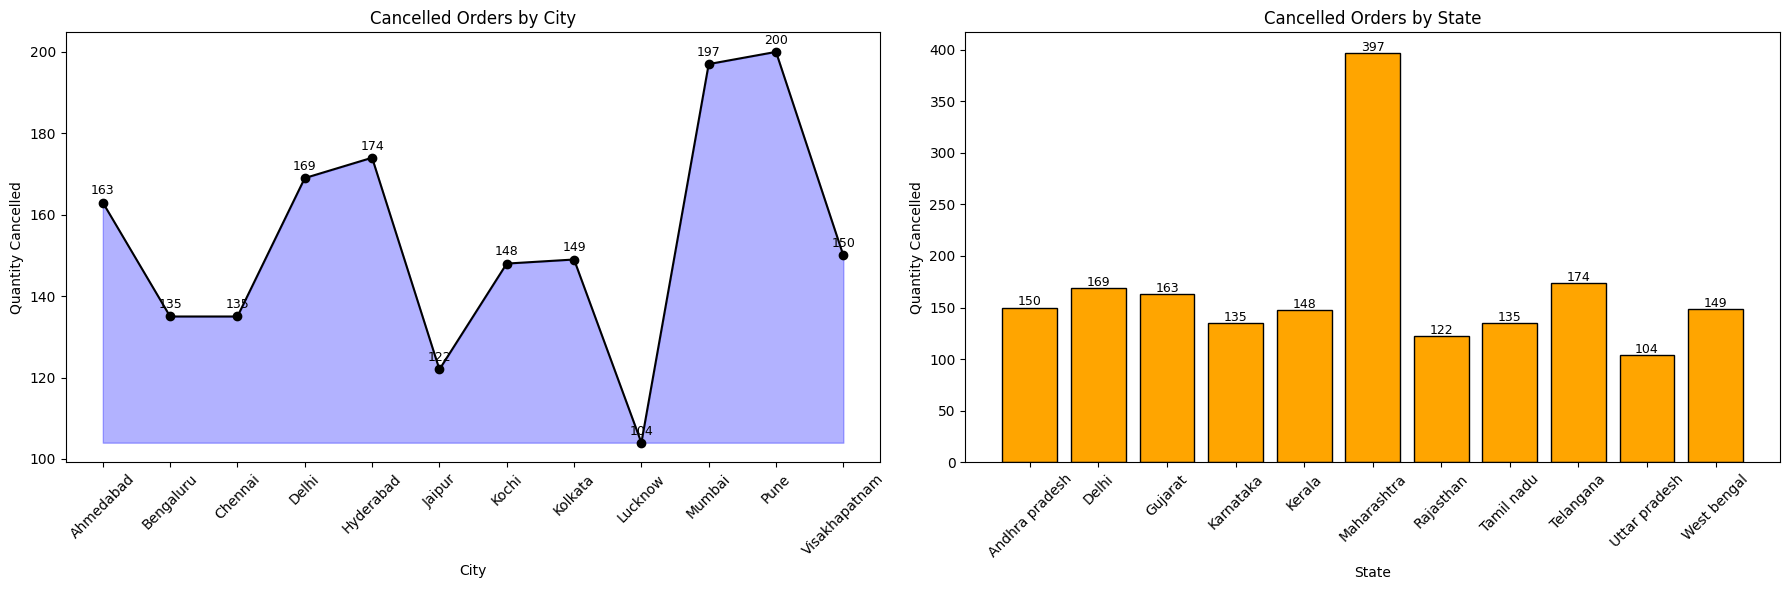 Cancelled Orders by City
Quantity Cancelled
200
180
160
140
120
100
163
135
135
169
174
122
148
149
104
197
200
150
Ahmedabad
Bengaluru
Chennai
Delhi
Hyderabad
Jaipur
Kochi
Kolkata
Lucknow
Mumbai
Pune
Visakhapatnam
City
Cancelled Orders by State
Quantity Cancelled
400
350
300
250
200
150
100
50
0
150
169
163
135
148
397
122
135
174
104
149
Andhra pradesh
Delhi
Gujarat
Karnataka
Kerala
Maharashtra
Rajasthan
Tamil nadu
Telangana
Uttar pradesh
West bengal
State